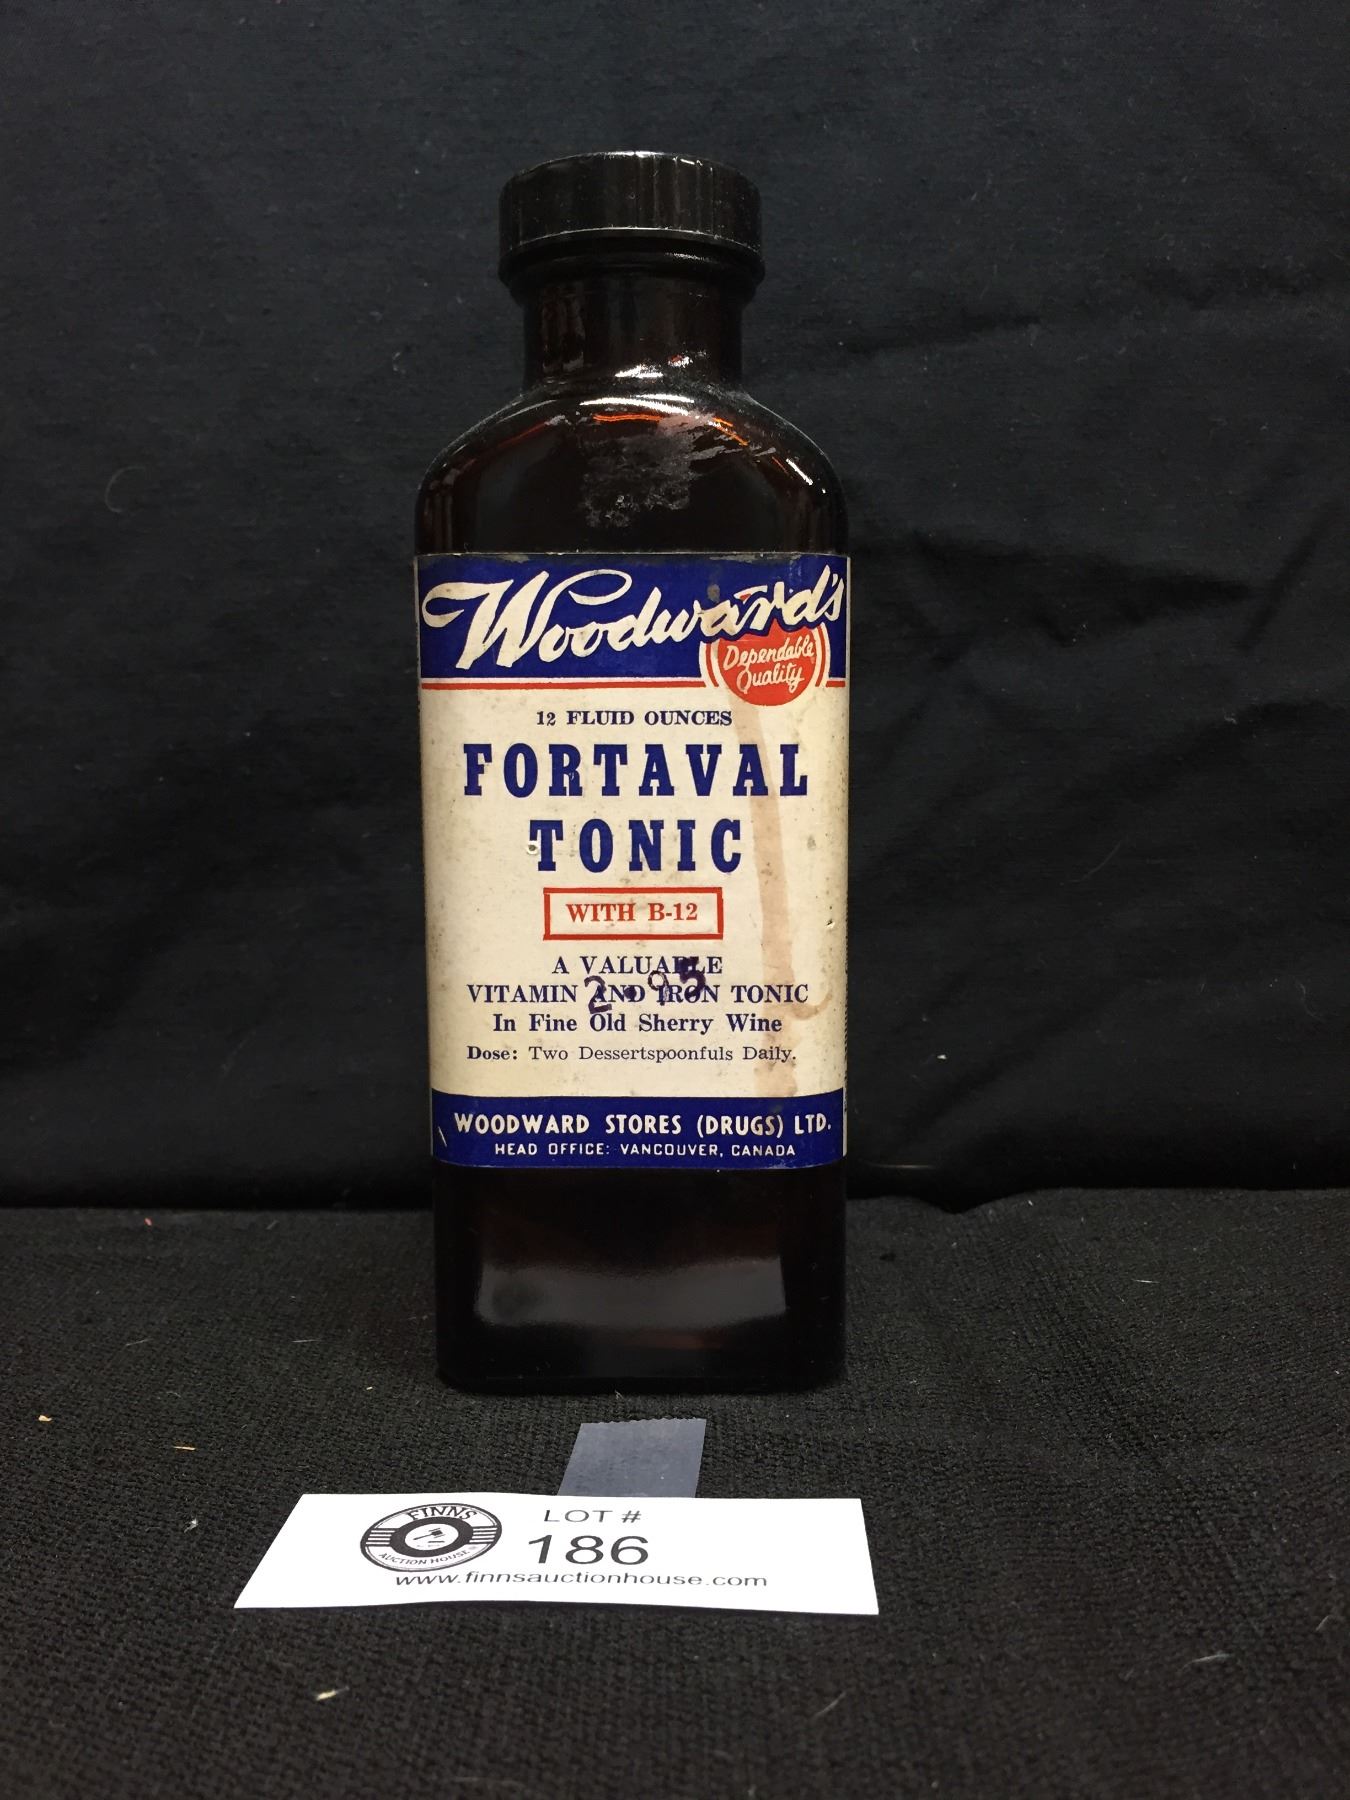 Woodward's
Dependable
Quality
12 FLUID OUNCES
FORTAVAL
TONIC
WITH B-12
A VALUABLE
VITAMIN AND IRON TONIC
In Fine Old Sherry Wine
2.95
Dose: Two Dessertspoonfuls Daily.
WOODWARD STORES (DRUGS) LTD.
HEAD OFFICE: VANCOUVER, CANADA
FINNS
AUCTION HOUSE
LOT #
186
www.finnsauctionhouse.com